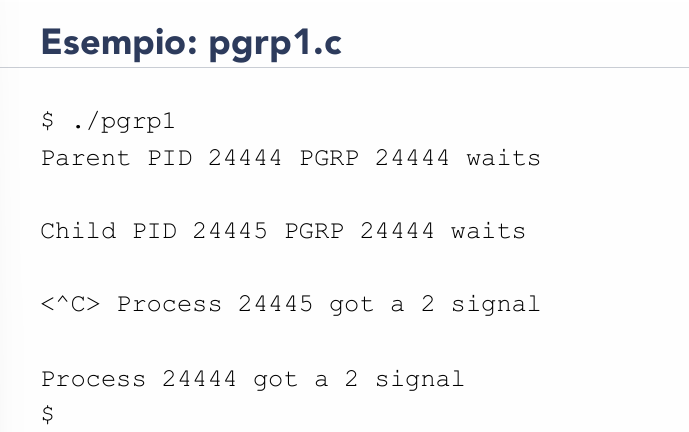 Esempio: pgrp1.c
$ ./pgrp1
Parent PID 24444 PGRP 24444 waits
Child PID 24445 PGRP 24444 waits
<^C> Process 24445 got a 2 signal
Process 24444 got a 2 signal
$